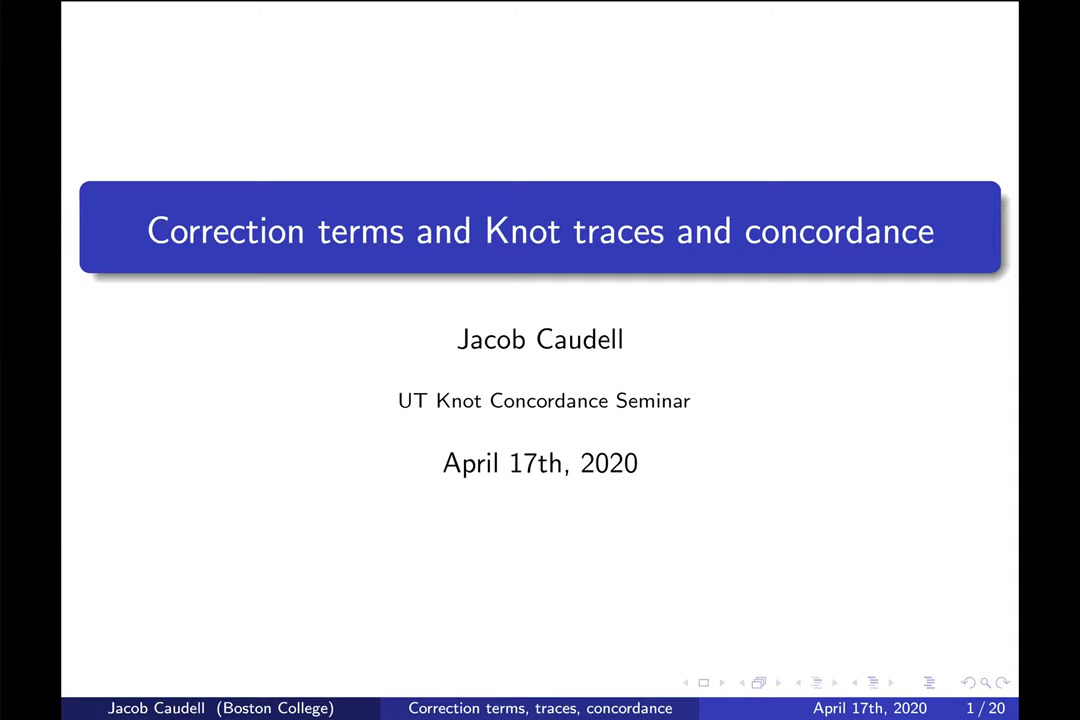 Correction terms and Knot traces and concordance
Jacob Caudell
UT Knot Concordance Seminar
April 17th, 2020
Jacob Caudell (Boston College) Correction terms, traces, concordance April 17th, 2020 1 / 20